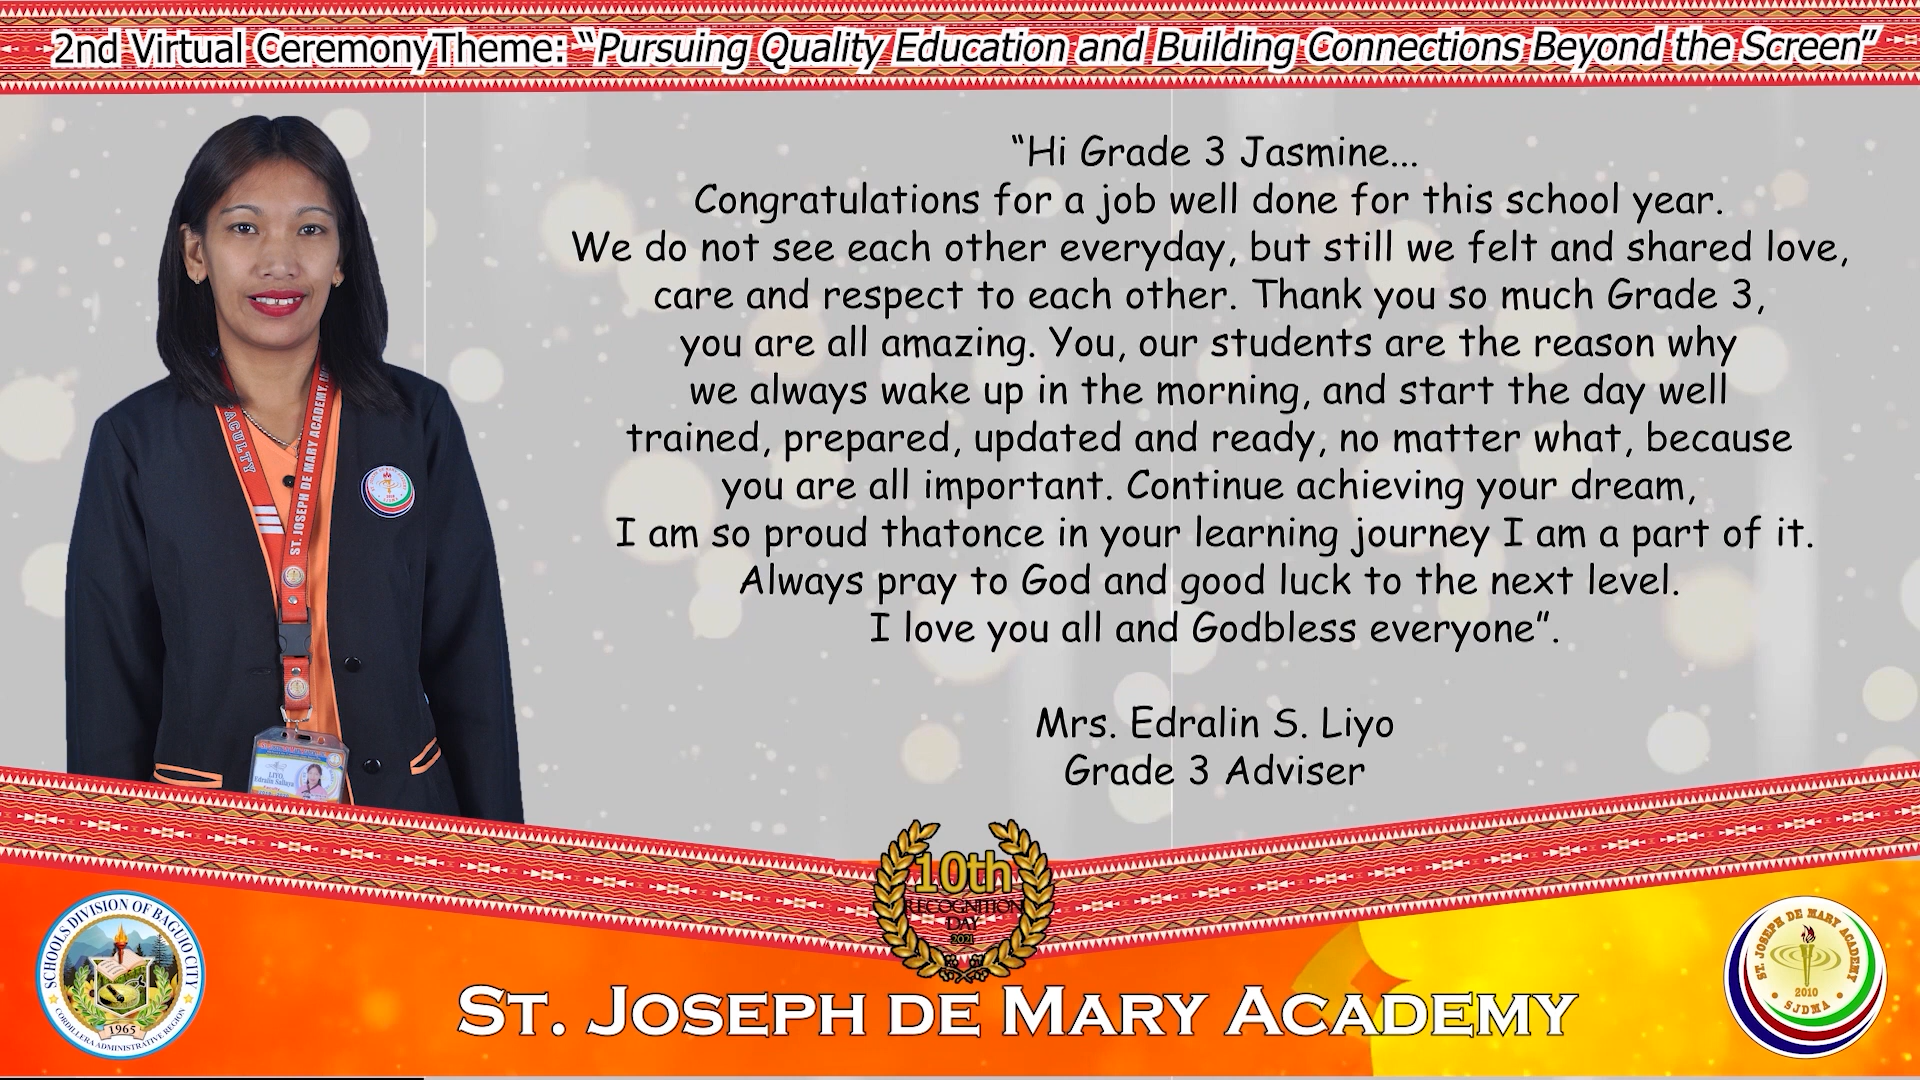 2nd Virtual CeremonyTheme: “Pursuing Quality Education and Building Connections Beyond the Screen”
“Hi Grade 3 Jasmine...
Congratulations for a job well done for this school year.
We do not see each other everyday, but still we felt and shared love,
care and respect to each other. Thank you so much Grade 3,
you are all amazing. You, our students are the reason why
we always wake up in the morning, and start the day well
trained, prepared, updated and ready, no matter what, because
you are all important. Continue achieving your dream,
I am so proud thatonce in your learning journey I am a part of it.
Always pray to God and good luck to the next level.
I love you all and Godbless everyone”.
Mrs. Edralin S. Liyo
Grade 3 Adviser
FACULTY
ST. JOSEPH DE MARY ACADEMY,
LIYO
Edralin
10th
RECOGNITION
DAY
2021
SCHOOLS DIVISION OF BAGUIO CITY
1965
CORDILLERA ADMINISTRATIVE REGION
ST. JOSEPH DE MARY ACADEMY
ST. JOSEPH DE MARY ACADEMY
2010
SJDMA